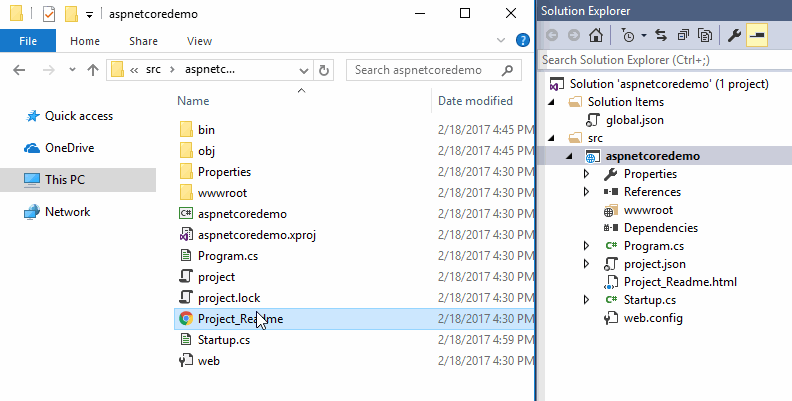 aspnetcoredemo
File
Home
Share
View
src
aspnetc...
Search aspnetcoredemo
Quick access
OneDrive
This PC
Network
Name
Date modified
bin
2/18/2017 4:45 PM
obj
2/18/2017 4:45 PM
Properties
2/18/2017 4:30 PM
wwwroot
2/18/2017 4:30 PM
aspnetcoredemo
2/18/2017 4:30 PM
aspnetcoredemo.xproj
2/18/2017 4:30 PM
Program.cs
2/18/2017 4:30 PM
project
2/18/2017 4:30 PM
project.lock
2/18/2017 4:30 PM
Project_Readme
2/18/2017 4:30 PM
Startup.cs
2/18/2017 4:59 PM
web
2/18/2017 4:30 PM
Solution Explorer
Search Solution Explorer (Ctrl+;)
Solution 'aspnetcoredemo' (1 project)
Solution Items
global.json
src
aspnetcoredemo
Properties
References
wwwroot
Dependencies
Program.cs
project.json
Project_Readme.html
Startup.cs
web.config